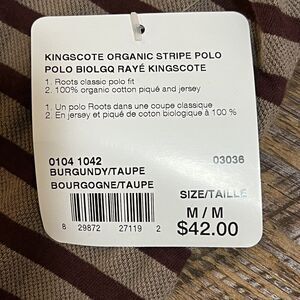 KINGSCOTE ORGANIC STRIPE POLO
POLO BIOLGQ RAYÉ KINGSCOTE
1. Roots classic polo fit
2. 100% organic cotton piqué and jersey
1. Un polo Roots dans une coupe classique
2. En jersey et piqué de coton biologique à 100 %
0104 1042 03036
BURGUNDY/TAUPE
BOURGOGNE/TAUPE
SIZE/TAILLE
M / M
$42.00
8 29872 27119 2